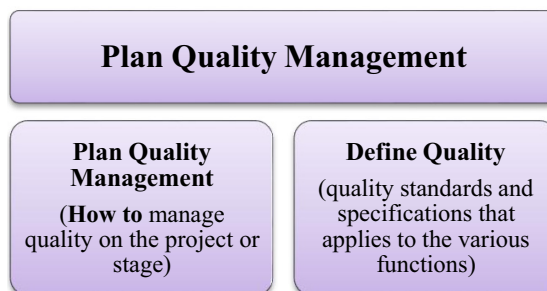 Plan Quality Management
Plan Quality
Management
(How to manage
quality on the project or
stage)
Define Quality
(quality standards and
specifications that
applies to the various
functions)